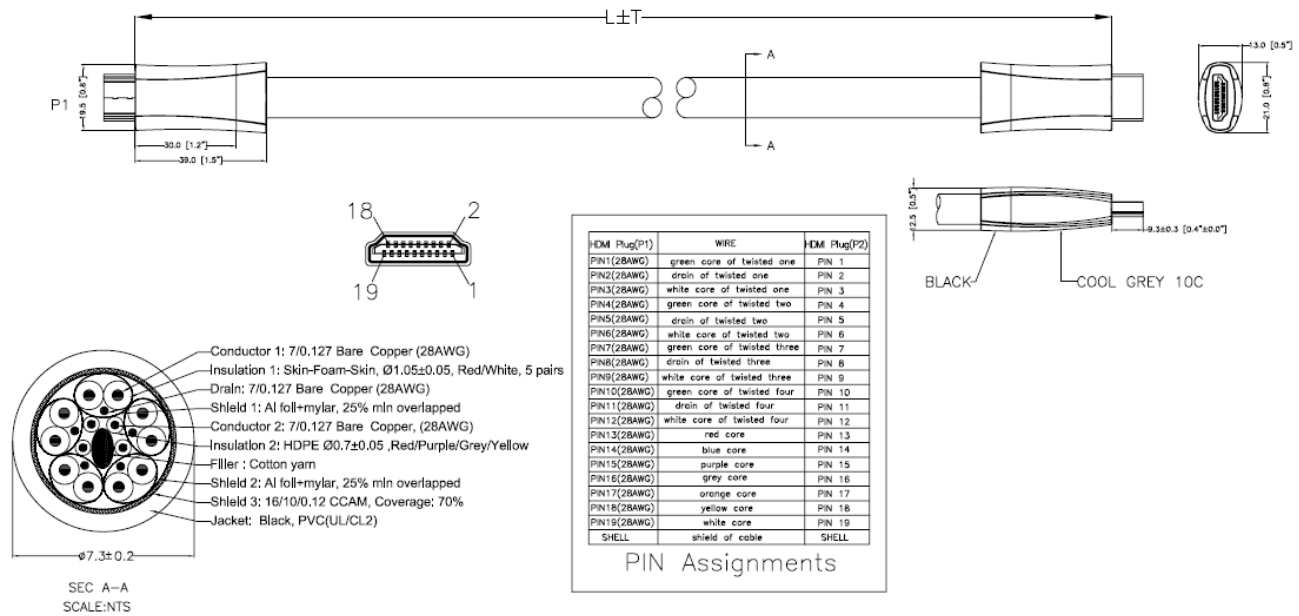 L±T
A
A
P1
19.5 [0.8"]
30.0 [1.2"]
39.0 [1.5"]
13.0 [0.5"]
21.0 [0.8"]
12.5 [0.5"]
9.3±0.3 [0.4"±0.0"]
BLACK
COOL GREY 10C
18
2
19
1
Conductor 1: 7/0.127 Bare Copper (28AWG)
Insulation 1: Skin-Foam-Skin, Ø1.05±0.05, Red/White, 5 pairs
Drain: 7/0.127 Bare Copper (28AWG)
Shield 1: Al foil+mylar, 25% min overlapped
Conductor 2: 7/0.127 Bare Copper, (28AWG)
Insulation 2: HDPE Ø0.7±0.05 ,Red/Purple/Grey/Yellow
Filler : Cotton yarn
Shield 2: Al foil+mylar, 25% min overlapped
Shield 3: 16/10/0.12 CCAM, Coverage: 70%
Jacket: Black, PVC(UL/CL2)
ø7.3±0.2
SEC A-A
SCALE:NTS
HDMI Plug(P1) WIRE HDMI Plug(P2)
PIN1(28AWG) green core of twisted one PIN 1
PIN2(28AWG) drain of twisted one PIN 2
PIN3(28AWG) white core of twisted one PIN 3
PIN4(28AWG) green core of twisted two PIN 4
PIN5(28AWG) drain of twisted two PIN 5
PIN6(28AWG) white core of twisted two PIN 6
PIN7(28AWG) green core of twisted three PIN 7
PIN8(28AWG) drain of twisted three PIN 8
PIN9(28AWG) white core of twisted three PIN 9
PIN10(28AWG) green core of twisted four PIN 10
PIN11(28AWG) drain of twisted four PIN 11
PIN12(28AWG) white core of twisted four PIN 12
PIN13(28AWG) red core PIN 13
PIN14(28AWG) blue core PIN 14
PIN15(28AWG) purple core PIN 15
PIN16(28AWG) grey core PIN 16
PIN17(28AWG) orange core PIN 17
PIN18(28AWG) yellow core PIN 18
PIN19(28AWG) white core PIN 19
SHELL shield of cable SHELL
PIN Assignments